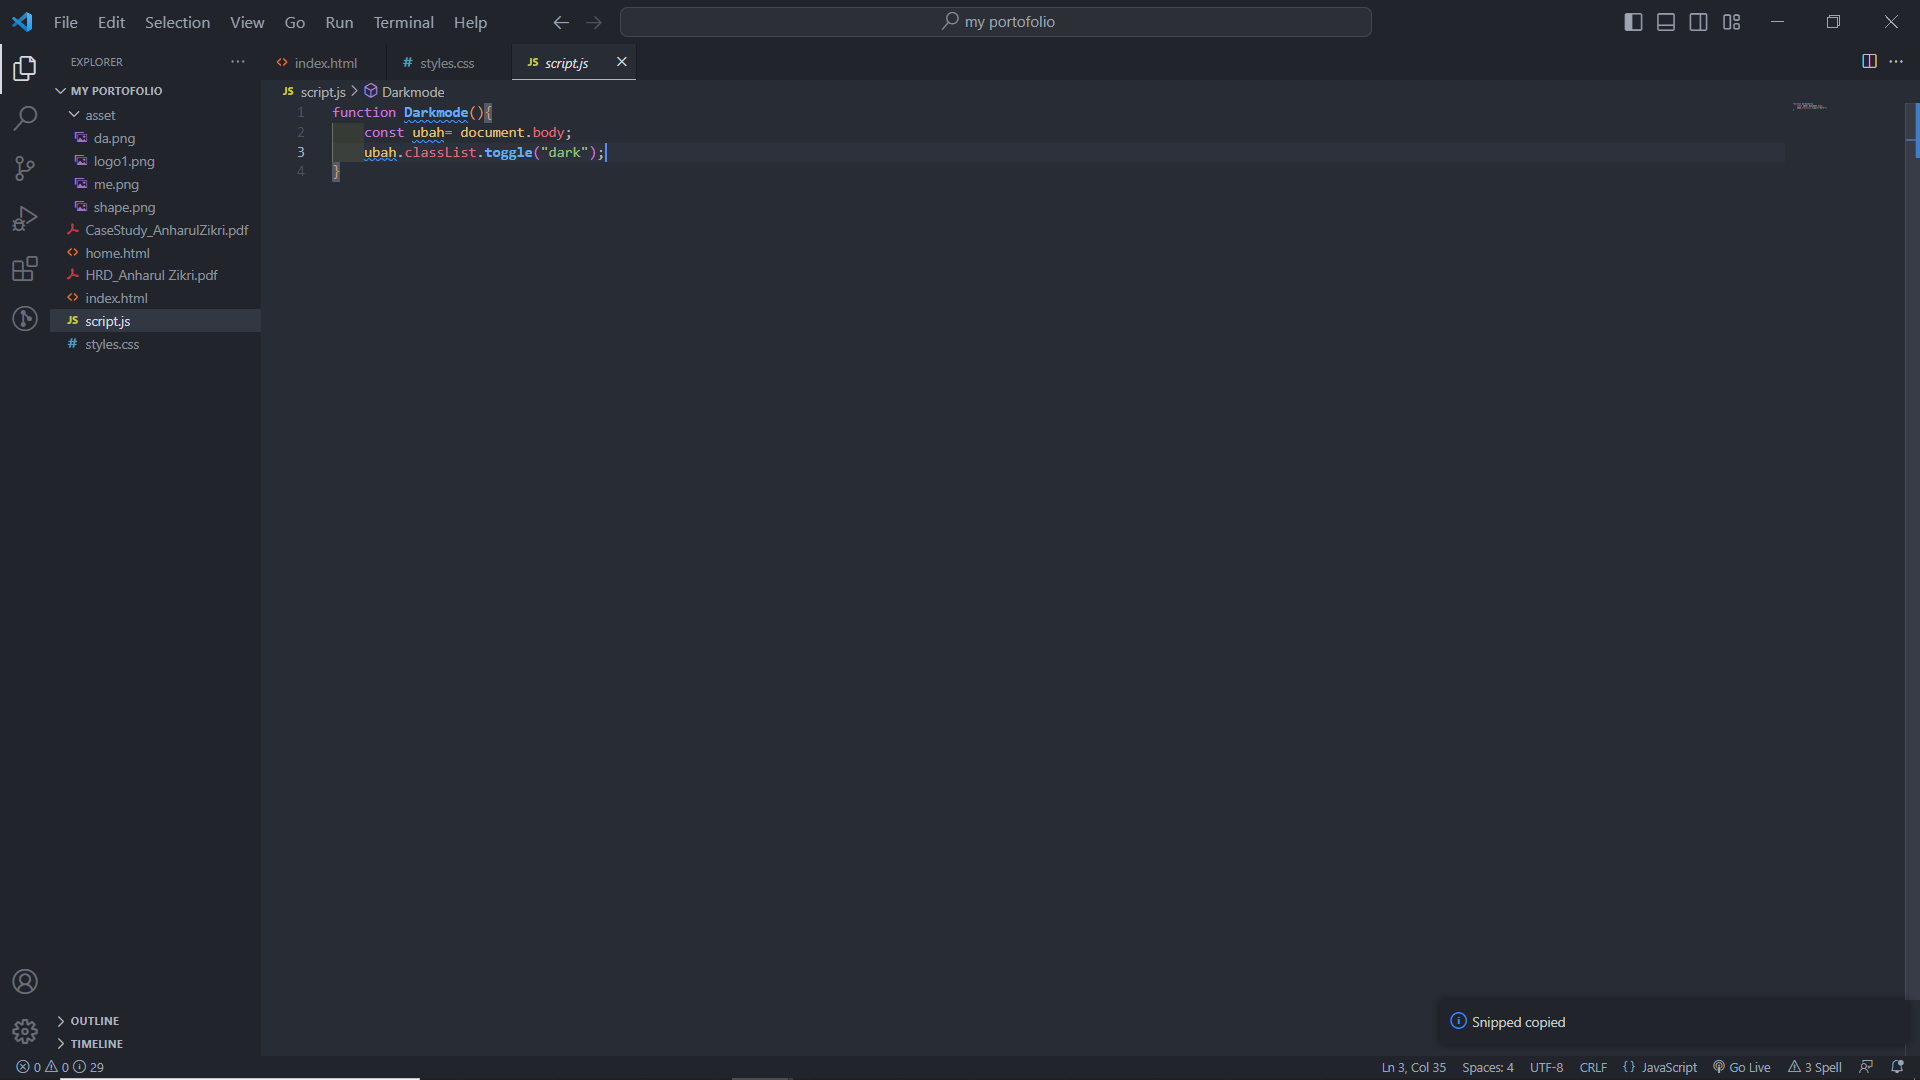 File Edit Selection View Go Run Terminal Help
my portofolio
EXPLORER
index.html
# styles.css
JS script.js
MY PORTOFOLIO
JS script.js > Darkmode
asset
da.png
logo1.png
me.png
shape.png
CaseStudy_AnharulZikri.pdf
home.html
HRD_Anharul Zikri.pdf
index.html
JS script.js
# styles.css
1 function Darkmode(){
2 const ubah= document.body;
3 ubah.classList.toggle("dark");
4 }
OUTLINE
TIMELINE
Snipped copied
0 0 29
Ln 3, Col 35 Spaces: 4 UTF-8 CRLF {} JavaScript Go Live 3 Spell